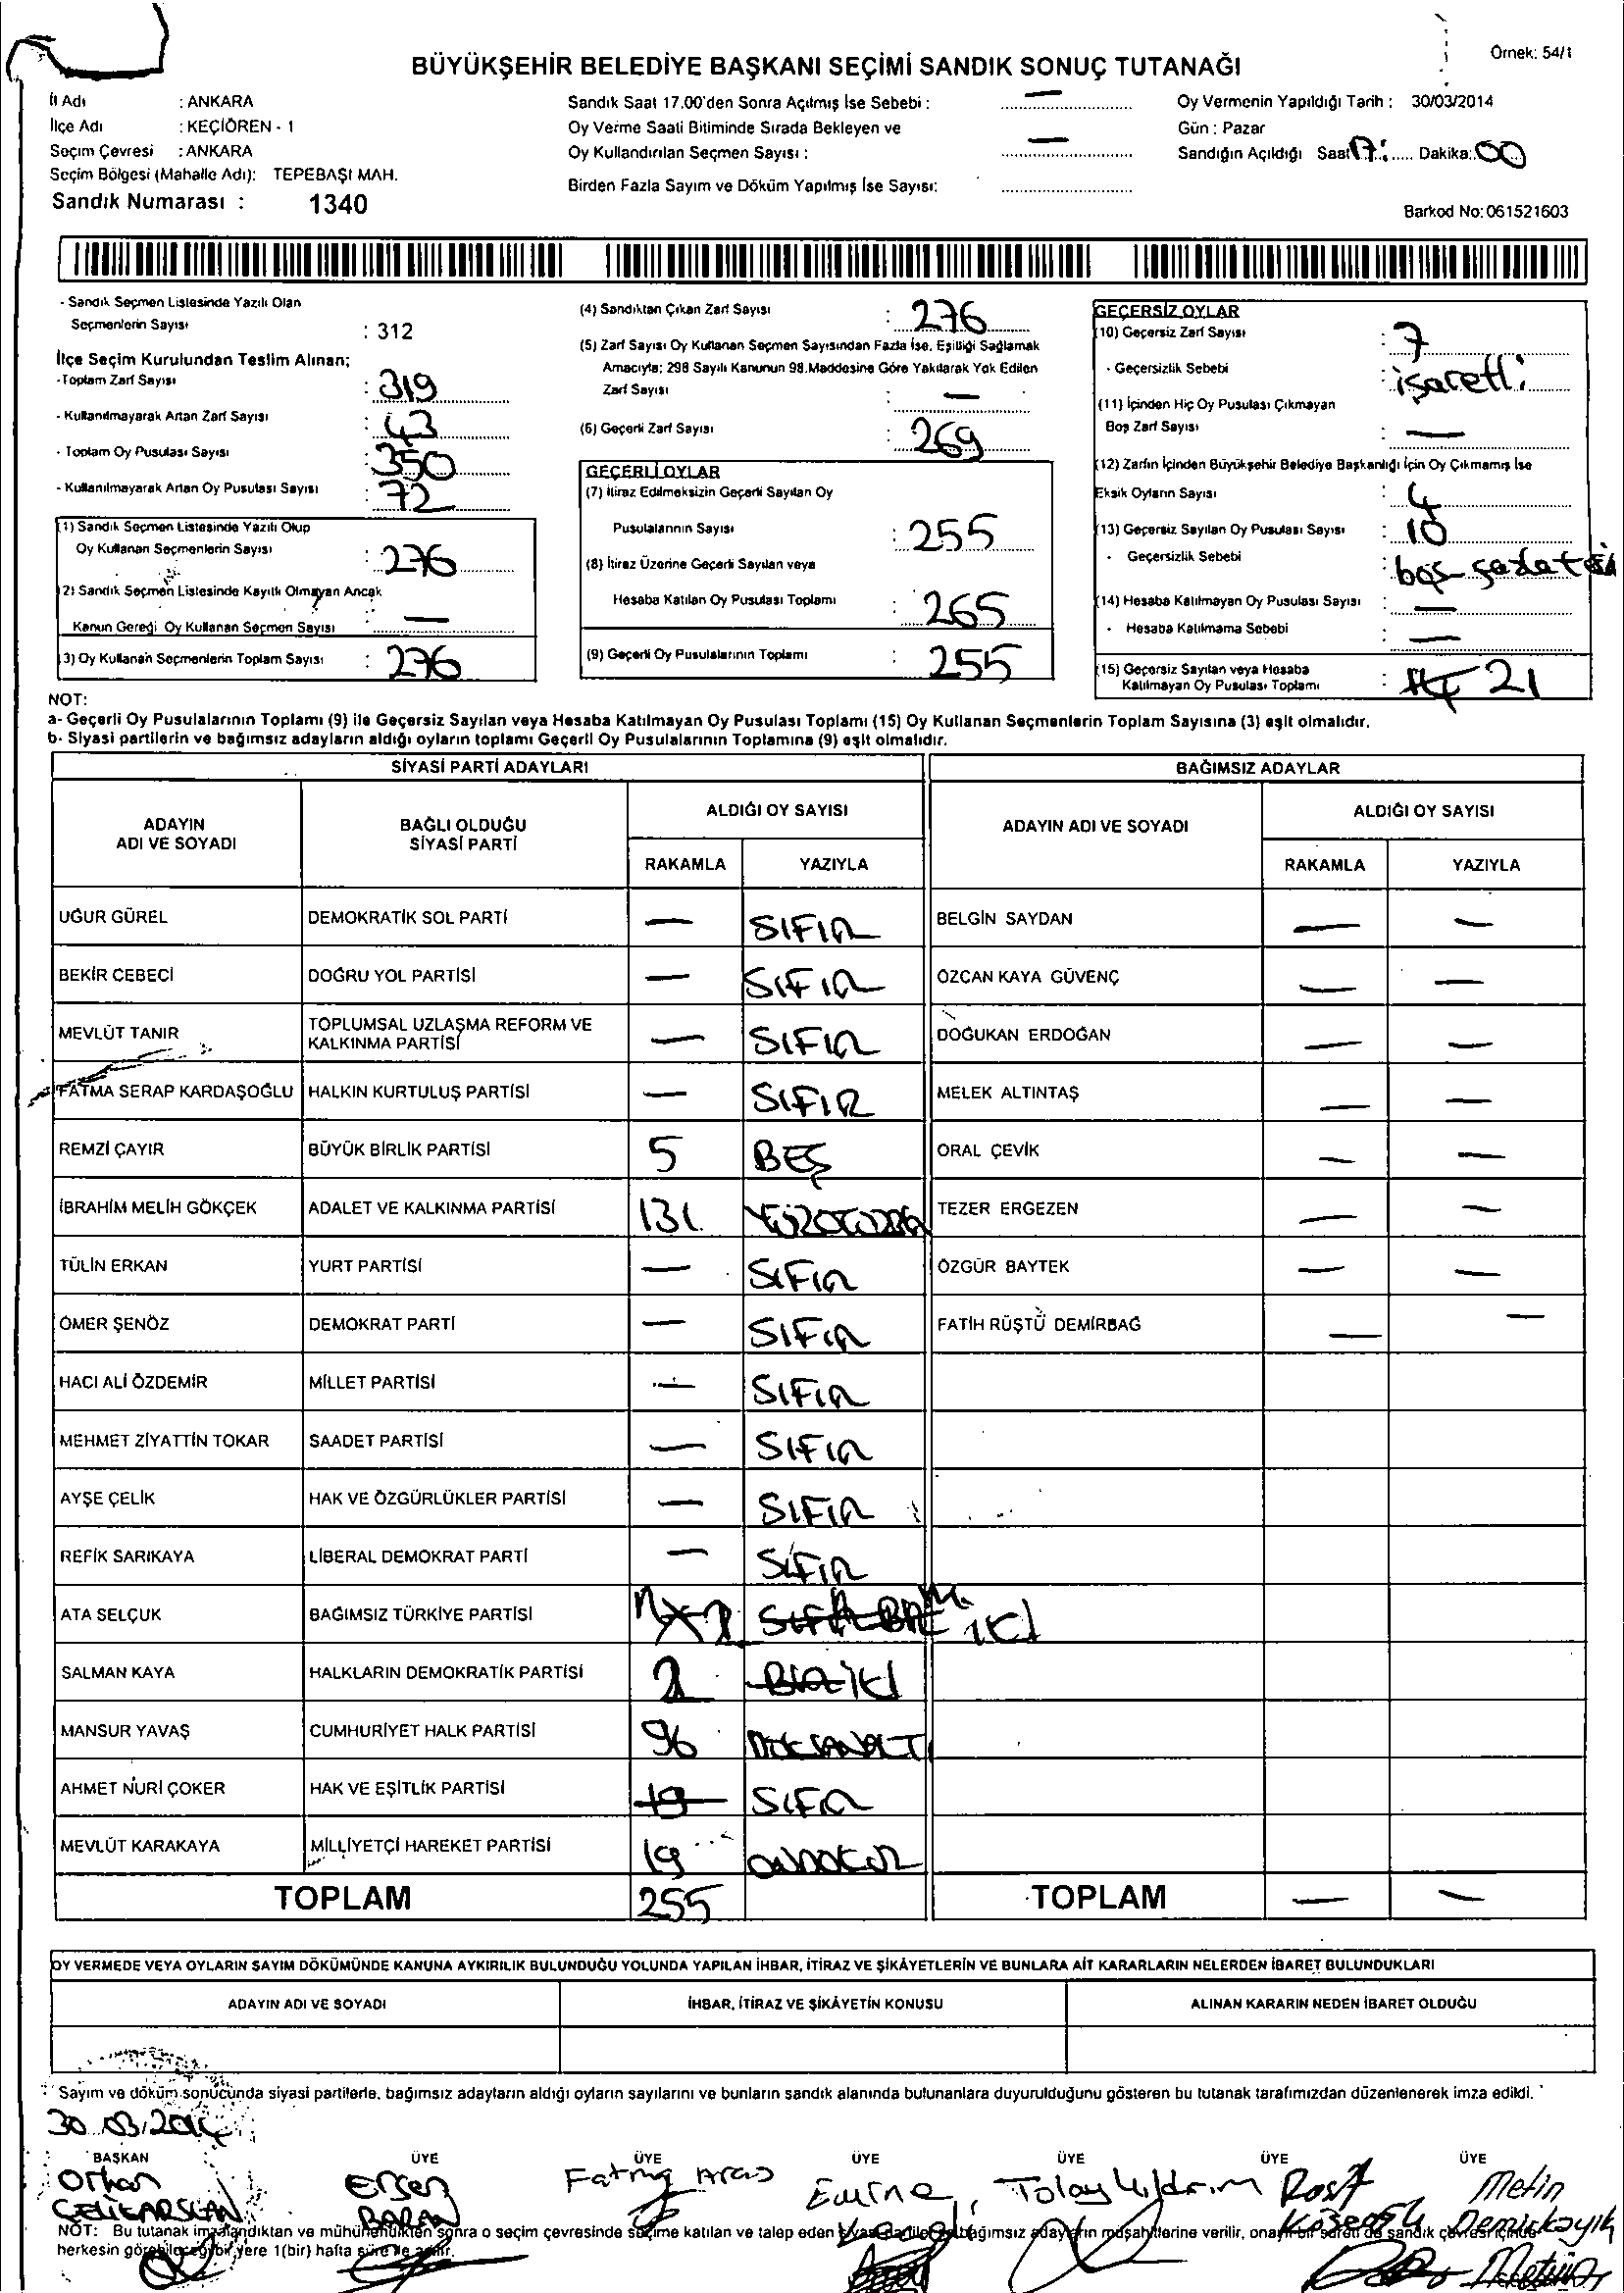 Örnek: 54/1
BÜYÜKŞEHİR BELEDİYE BAŞKANI SEÇİMİ SANDIK SONUÇ TUTANAĞI
İl Adı : ANKARA
İlçe Adı : KEÇİÖREN - 1
Seçim Çevresi : ANKARA
Seçim Bölgesi (Mahalle Adı): TEPEBAŞI MAH.
Sandık Numarası : 1340
Sandık Saat 17.00'den Sonra Açılmış İse Sebebi : —
Oy Verme Saati Bitiminde Sırada Bekleyen ve
Oy Kullandırılan Seçmen Sayısı : —
Birden Fazla Sayım ve Döküm Yapılmış İse Sayısı:
Oy Vermenin Yapıldığı Tarih : 30/03/2014
Gün : Pazar
Sandığın Açıldığı Saat 17: Dakika: 00
Barkod No: 061521603
- Sandık Seçmen Listesinde Yazılı Olan
Seçmenlerin Sayısı : 312
İlçe Seçim Kurulundan Teslim Alınan;
- Toplam Zarf Sayısı : 319
- Kullanılmayarak Artan Zarf Sayısı : 43
- Toplam Oy Pusulası Sayısı : 350
- Kullanılmayarak Artan Oy Pusulası Sayısı : 72
(1) Sandık Seçmen Listesinde Yazılı Olup
Oy Kullanan Seçmenlerin Sayısı : 276
(2) Sandık Seçmen Listesinde Kayıtlı Olmayan Ancak
Kanun Gereği Oy Kullanan Seçmen Sayısı : —
(3) Oy Kullanan Seçmenlerin Toplam Sayısı : 276
(4) Sandıktan Çıkan Zarf Sayısı : 276
(5) Zarf Sayısı Oy Kullanan Seçmen Sayısından Fazla İse, Eşitliği Sağlamak
Amacıyla; 298 Sayılı Kanunun 98.Maddesine Göre Yakılarak Yok Edilen
Zarf Sayısı : —
(6) Geçerli Zarf Sayısı : 269
GEÇERLİ OYLAR
(7) İtiraz Edilmeksizin Geçerli Sayılan Oy
Pusulalarının Sayısı : 255
(8) İtiraz Üzerine Geçerli Sayılan veya
Hesaba Katılan Oy Pusulası Toplamı : 265
(9) Geçerli Oy Pusulalarının Toplamı : 255
GEÇERSİZ OYLAR
(10) Geçersiz Zarf Sayısı : 7
- Geçersizlik Sebebi : işaretli
(11) İçinden Hiç Oy Pusulası Çıkmayan
Boş Zarf Sayısı : —
(12) Zarfın İçinden Büyükşehir Belediye Başkanlığı İçin Oy Çıkmamış İse
Eksik Oyların Sayısı : 4
(13) Geçersiz Sayılan Oy Pusulası Sayısı : 10
- Geçersizlik Sebebi : boş
(14) Hesaba Katılmayan Oy Pusulası Sayısı : —
- Hesaba Katılmama Sebebi : —
(15) Geçersiz Sayılan veya Hesaba
Katılmayan Oy Pusulası Toplamı : 21
NOT:
a- Geçerli Oy Pusulalarının Toplamı (9) ile Geçersiz Sayılan veya Hesaba Katılmayan Oy Pusulası Toplamı (15) Oy Kullanan Seçmenlerin Toplam Sayısına (3) eşit olmalıdır.
b- Siyasi partilerin ve bağımsız adayların aldığı oyların toplamı Geçerli Oy Pusulalarının Toplamına (9) eşit olmalıdır.
SİYASİ PARTİ ADAYLARI BAĞIMSIZ ADAYLAR
ADAYIN ADI VE SOYADI BAĞLI OLDUĞU SİYASİ PARTİ ALDIĞI OY SAYISI ADAYIN ADI VE SOYADI ALDIĞI OY SAYISI
RAKAMLA YAZIYLA RAKAMLA YAZIYLA
UĞUR GÜREL DEMOKRATİK SOL PARTİ — SIFIR BELGİN SAYDAN — —
BEKİR CEBECİ DOĞRU YOL PARTİSİ — SIFIR ÖZCAN KAYA GÜVENÇ — —
MEVLÜT TANIR TOPLUMSAL UZLAŞMA REFORM VE KALKINMA PARTİSİ — SIFIR DOĞUKAN ERDOĞAN — —
FATMA SERAP KARDAŞOĞLU HALKIN KURTULUŞ PARTİSİ — SIFIR MELEK ALTINTAŞ — —
REMZİ ÇAYIR BÜYÜK BİRLİK PARTİSİ 5 BEŞ ORAL ÇEVİK — —
İBRAHİM MELİH GÖKÇEK ADALET VE KALKINMA PARTİSİ 131 TEZER ERGEZEN — —
TÜLİN ERKAN YURT PARTİSİ — SIFIR ÖZGÜR BAYTEK — —
ÖMER ŞENÖZ DEMOKRAT PARTİ — SIFIR FATİH RÜŞTÜ DEMİRBAĞ — —
HACI ALİ ÖZDEMİR MİLLET PARTİSİ — SIFIR
MEHMET ZİYATTİN TOKAR SAADET PARTİSİ — SIFIR
AYŞE ÇELİK HAK VE ÖZGÜRLÜKLER PARTİSİ — SIFIR
REFİK SARIKAYA LİBERAL DEMOKRAT PARTİ — SIFIR
ATA SELÇUK BAĞIMSIZ TÜRKİYE PARTİSİ 2 İKİ
SALMAN KAYA HALKLARIN DEMOKRATİK PARTİSİ 2 İKİ
MANSUR YAVAŞ CUMHURİYET HALK PARTİSİ 96 DOKSANALTI
AHMET NURİ ÇOKER HAK VE EŞİTLİK PARTİSİ SIFIR
MEVLÜT KARAKAYA MİLLİYETÇİ HAREKET PARTİSİ 19 ONDOKUZ
TOPLAM 255 TOPLAM — —
OY VERMEDE VEYA OYLARIN SAYIM DÖKÜMÜNDE KANUNA AYKIRILIK BULUNDUĞU YOLUNDA YAPILAN İHBAR, İTİRAZ VE ŞİKÂYETLERİN VE BUNLARA AİT KARARLARIN NELERDEN İBARET BULUNDUKLARI
ADAYIN ADI VE SOYADI İHBAR, İTİRAZ VE ŞİKÂYETİN KONUSU ALINAN KARARIN NEDEN İBARET OLDUĞU
Sayım ve döküm sonucunda siyasi partilerle, bağımsız adayların aldığı oyların sayılarını ve bunların sandık alanında bulunanlara duyurulduğunu gösteren bu tutanak tarafımızdan düzenlenerek imza edildi.
30.03.2014
BAŞKAN ÜYE ÜYE ÜYE ÜYE ÜYE ÜYE
Orhan Ersen Fatma Aras Emine Tolay Yıldırım Metin
ÇELİKARSLAN BARAN Köseoğlu Demirkayık
NOT: Bu tutanak imzalandıktan ve mühürlendikten sonra o seçim çevresinde seçime katılan ve talep eden siyasi partiler ile bağımsız adayların müşahitlerine verilir, onaylı bir sureti de sandık çevresi içinde
herkesin görebileceği bir yere 1(bir) hafta süre ile asılır.